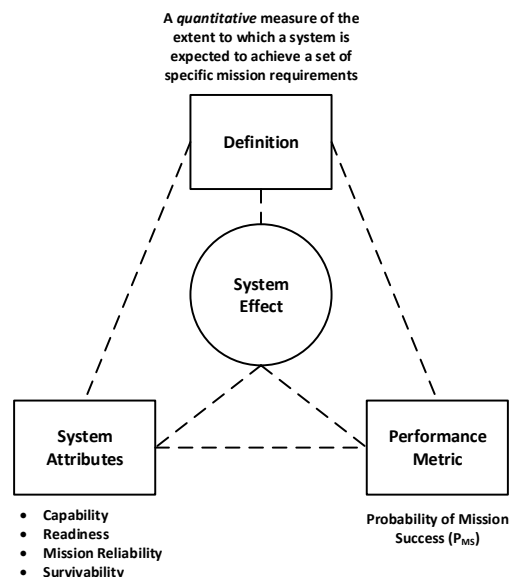 A quantitative measure of the
extent to which a system is
expected to achieve a set of
specific mission requirements
Definition
System
Effect
System
Attributes
Performance
Metric
• Capability
• Readiness
• Mission Reliability
• Survivability
Probability of Mission
Success (PMS)